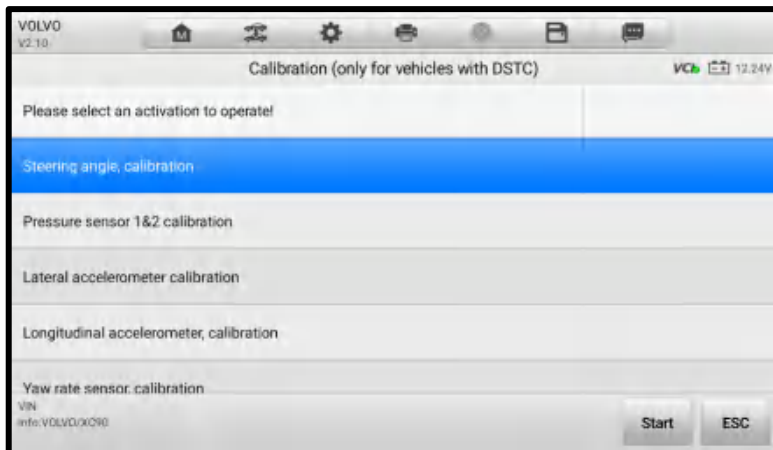 VOLVO
V2.10
M
Calibration (only for vehicles with DSTC)
VCI 12.24V
Please select an activation to operate!
Steering angle, calibration
Pressure sensor 1&2 calibration
Lateral accelerometer calibration
Longitudinal accelerometer, calibration
Yaw rate sensor, calibration
VIN
Info:VOLVO/XC90
Start ESC